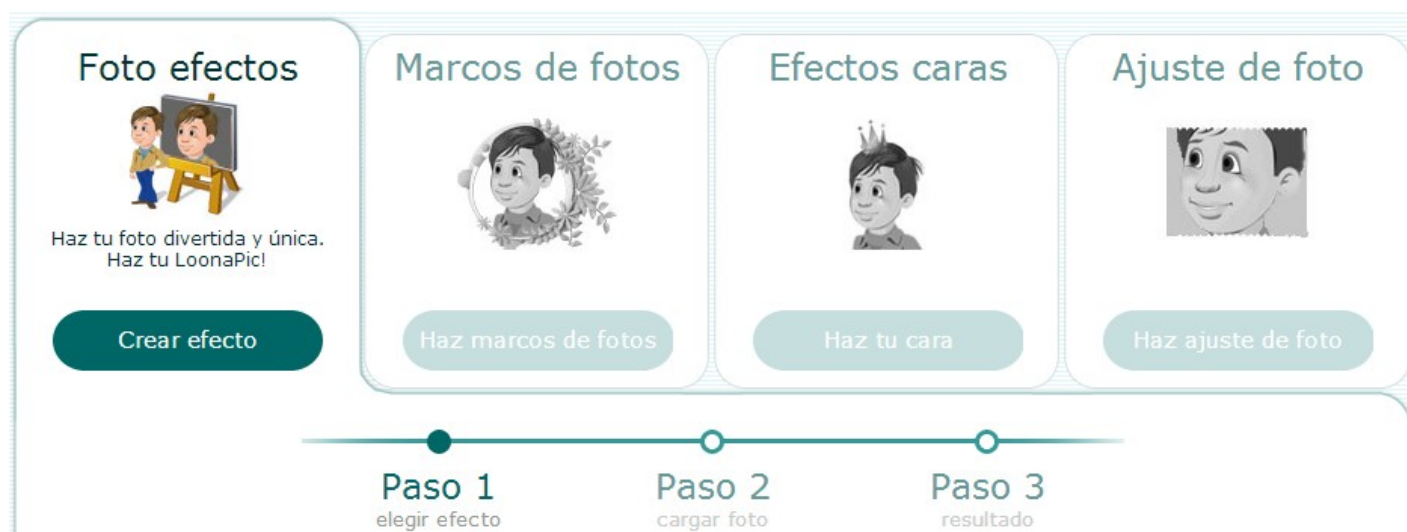 Foto efectos
Haz tu foto divertida y única.
Haz tu LoonaPic!
Crear efecto
Marcos de fotos
Haz marcos de fotos
Efectos caras
Haz tu cara
Ajuste de foto
Haz ajuste de foto
Paso 1
elegir efecto
Paso 2
cargar foto
Paso 3
resultado